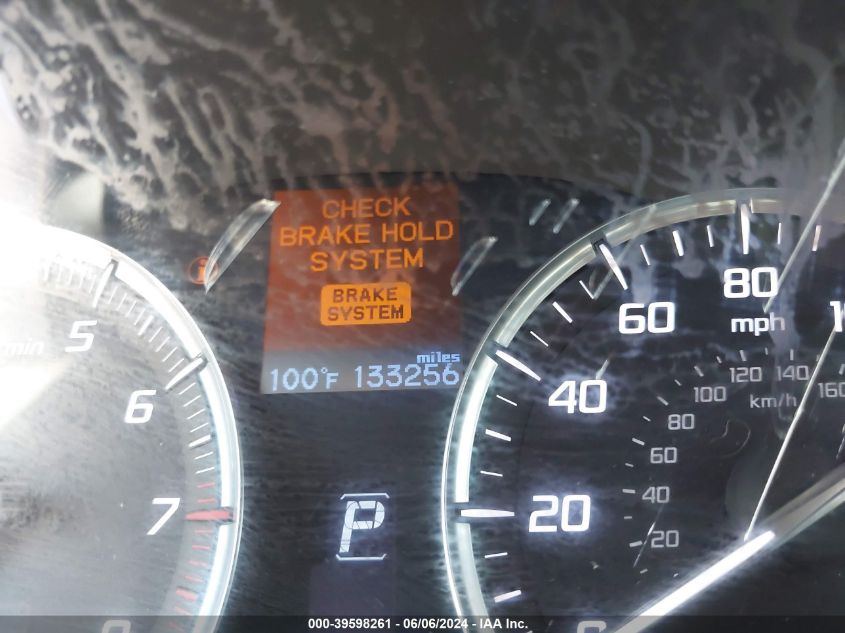 CHECK
BRAKE HOLD
SYSTEM
BRAKE
SYSTEM
miles
100°F 133256
P
5
6
7
80
60
mph
40
20
120
140
160
100
km/h
80
60
40
20
000-39598261 - 06/06/2024 - IAA Inc.